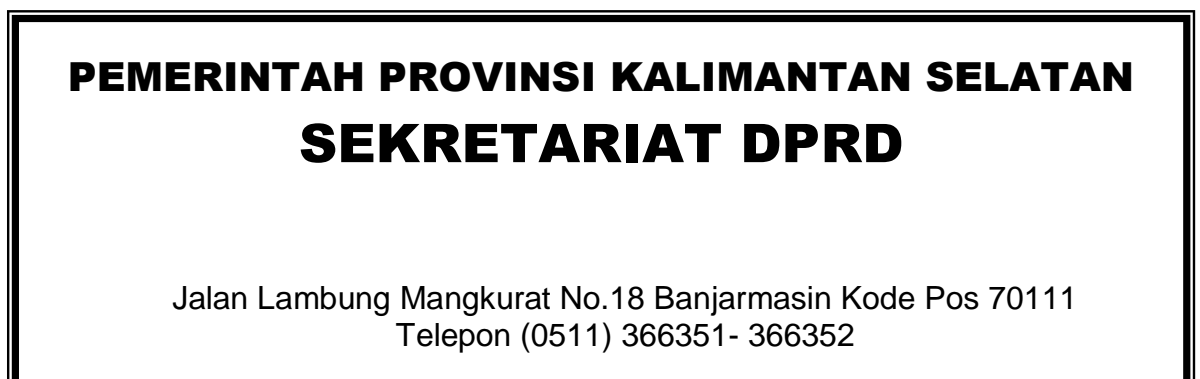 PEMERINTAH PROVINSI KALIMANTAN SELATAN
SEKRETARIAT DPRD
Jalan Lambung Mangkurat No.18 Banjarmasin Kode Pos 70111
Telepon (0511) 366351- 366352